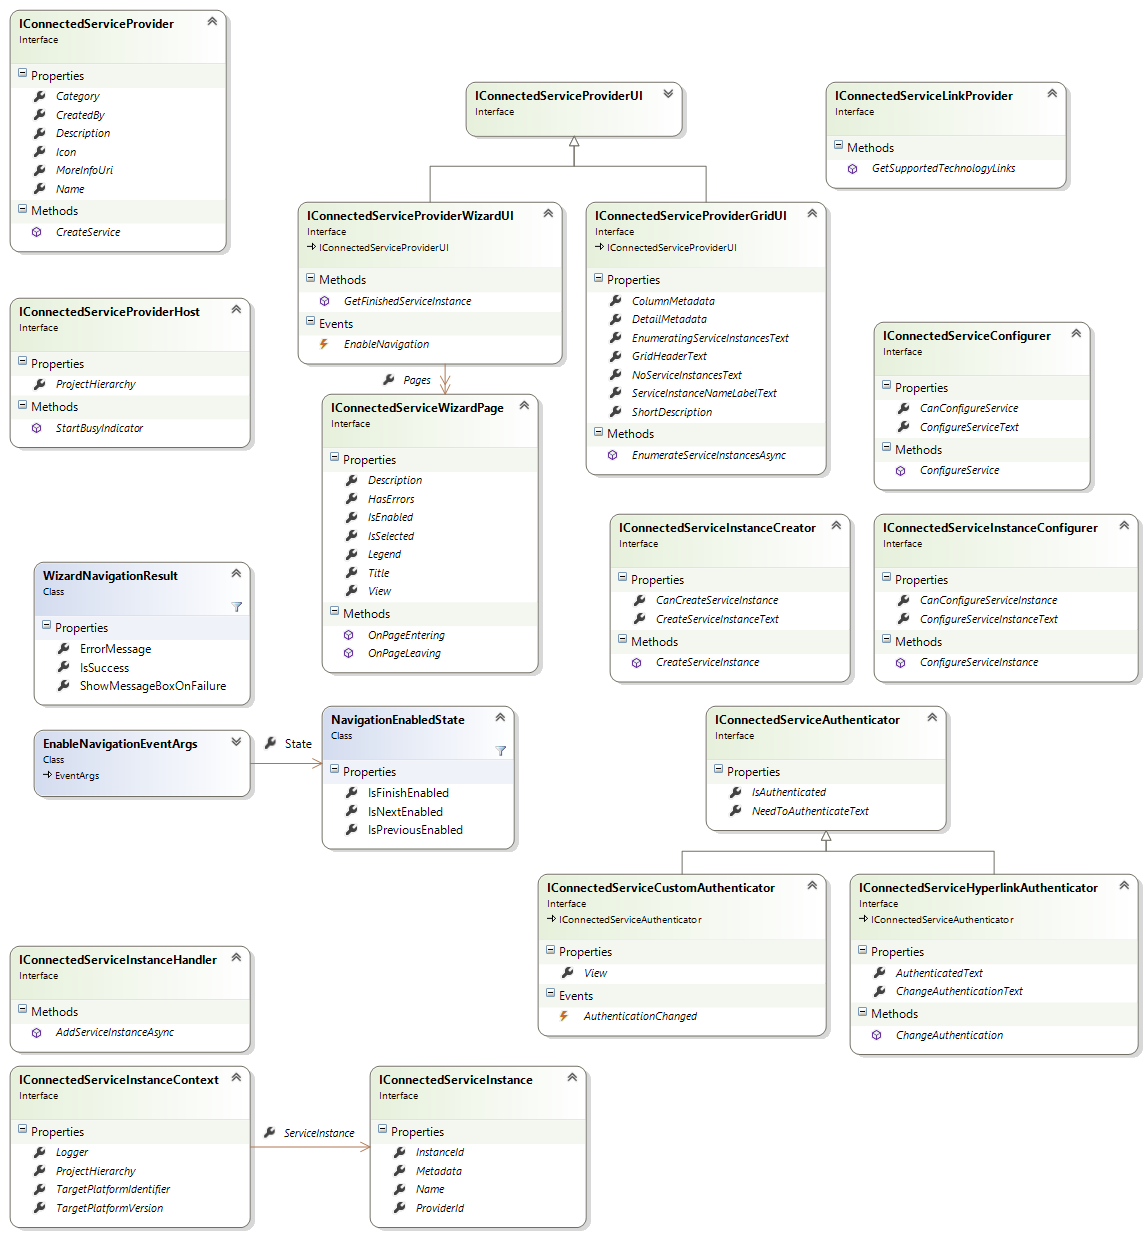 IConnectedServiceProvider
Interface
Properties
Category
CreatedBy
Description
Icon
MoreInfoUri
Name
Methods
CreateService
IConnectedServiceProviderUI
Interface
IConnectedServiceLinkProvider
Interface
Methods
GetSupportedTechnologyLinks
IConnectedServiceProviderWizardUI
Interface
IConnectedServiceProviderUI
Methods
GetFinishedServiceInstance
Events
EnableNavigation
IConnectedServiceProviderGridUI
Interface
IConnectedServiceProviderUI
Properties
ColumnMetadata
DetailMetadata
EnumeratingServiceInstancesText
GridHeaderText
NoServiceInstancesText
ServiceInstanceNameLabelText
ShortDescription
Methods
EnumerateServiceInstancesAsync
IConnectedServiceProviderHost
Interface
Properties
ProjectHierarchy
Methods
StartBusyIndicator
Pages
IConnectedServiceWizardPage
Interface
Properties
Description
HasErrors
IsEnabled
IsSelected
Legend
Title
View
Methods
OnPageEntering
OnPageLeaving
IConnectedServiceConfigurer
Interface
Properties
CanConfigureService
ConfigureServiceText
Methods
ConfigureService
IConnectedServiceInstanceCreator
Interface
Properties
CanCreateServiceInstance
CreateServiceInstanceText
Methods
CreateServiceInstance
IConnectedServiceInstanceConfigurer
Interface
Properties
CanConfigureServiceInstance
ConfigureServiceInstanceText
Methods
ConfigureServiceInstance
WizardNavigationResult
Class
Properties
ErrorMessage
IsSuccess
ShowMessageBoxOnFailure
EnableNavigationEventArgs
Class
EventArgs
State
NavigationEnabledState
Class
Properties
IsFinishEnabled
IsNextEnabled
IsPreviousEnabled
IConnectedServiceAuthenticator
Interface
Properties
IsAuthenticated
NeedToAuthenticateText
IConnectedServiceCustomAuthenticator
Interface
IConnectedServiceAuthenticator
Properties
View
Events
AuthenticationChanged
IConnectedServiceHyperlinkAuthenticator
Interface
IConnectedServiceAuthenticator
Properties
AuthenticatedText
ChangeAuthenticationText
Methods
ChangeAuthentication
IConnectedServiceInstanceHandler
Interface
Methods
AddServiceInstanceAsync
IConnectedServiceInstanceContext
Interface
Properties
Logger
ProjectHierarchy
TargetPlatformIdentifier
TargetPlatformVersion
ServiceInstance
IConnectedServiceInstance
Interface
Properties
InstanceId
Metadata
Name
ProviderId